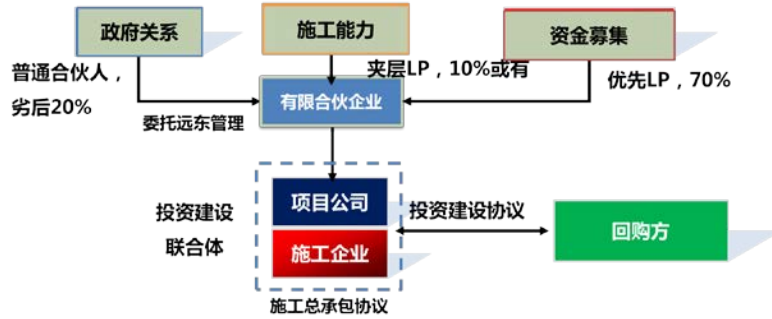 政府关系
施工能力
资金募集
普通合伙人，
劣后20%
夹层LP，10%或有
优先LP，70%
有限合伙企业
委托远东管理
投资建设
联合体
项目公司
施工企业
投资建设协议
回购方
施工总承包协议